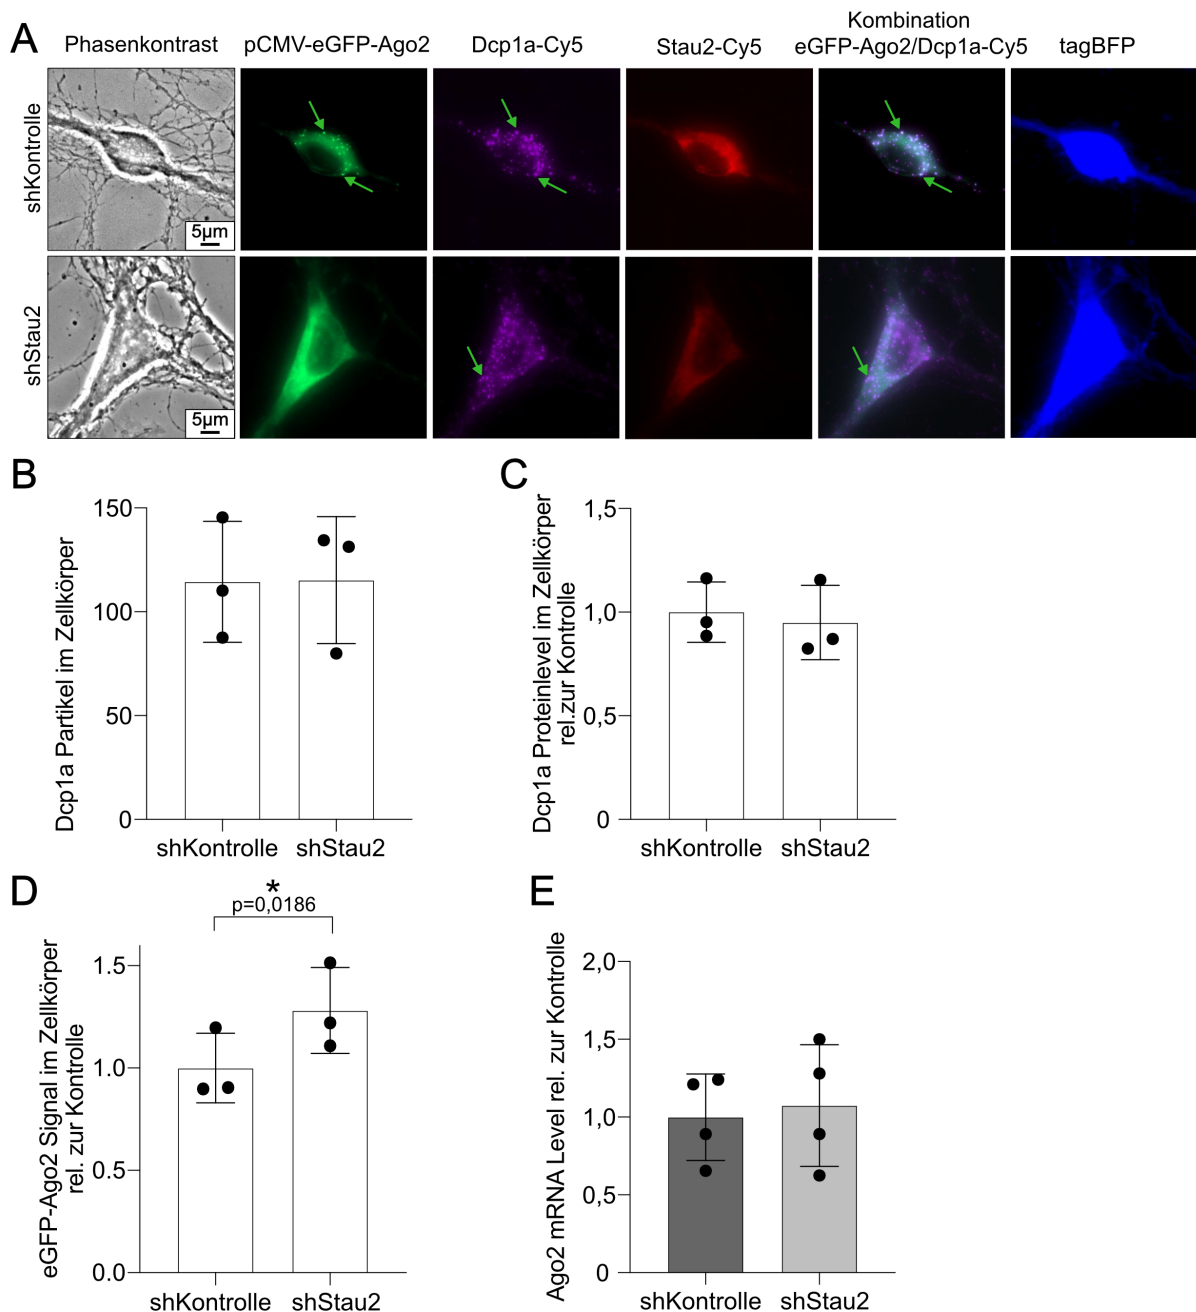 A
Phasenkontrast
pCMV-eGFP-Ago2
Dcp1a-Cy5
Stau2-Cy5
Kombination
eGFP-Ago2/Dcp1a-Cy5
tagBFP
shKontrolle
5µm
shStau2
5µm
B
Dcp1a Partikel im Zellkörper
150
100
50
0
shKontrolle
shStau2
C
Dcp1a Proteinlevel im Zellkörper
rel.zur Kontrolle
1,5
1,0
0,5
0
shKontrolle
shStau2
D
*
p=0,0186
eGFP-Ago2 Signal im Zellkörper
rel. zur Kontrolle
1.5
1.0
0.5
0.0
shKontrolle
shStau2
E
Ago2 mRNA Level rel. zur Kontrolle
2,0
1,5
1,0
0,5
0
shKontrolle
shStau2